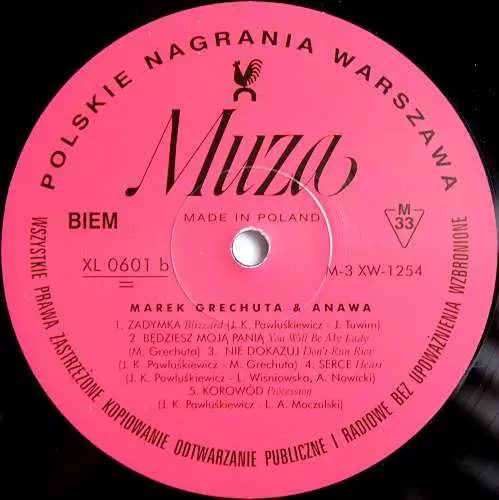 POLSKIE NAGRANIA WARSZAWA
Muza
MADE IN POLAND
BIEM
M
33
XL 0601 b
M-3 XW-1254
MAREK GRECHUTA & ANAWA
1. ZADYMKA Blizzard (J. K. Pawluśkiewicz - J. Tuwim)
2. BĘDZIESZ MOJĄ PANIĄ You Will Be My Lady
(M. Grechuta) 3. NIE DOKAZUJ Don't Run Riot
(J. K. Pawluśkiewicz - M. Grechuta) 4. SERCE Heart
(J. K. Pawluśkiewicz - L. Wiśniowska, A. Nowicki)
5. KOROWÓD Procession
(J. K. Pawluśkiewicz - L. A. Moczulski)
WSZYSTKIE PRAWA ZASTRZEŻONE KOPIOWANIE ODTWARZANIE PUBLICZNE I RADIOWE BEZ UPOWAŻNIENIA WZBRONIONE